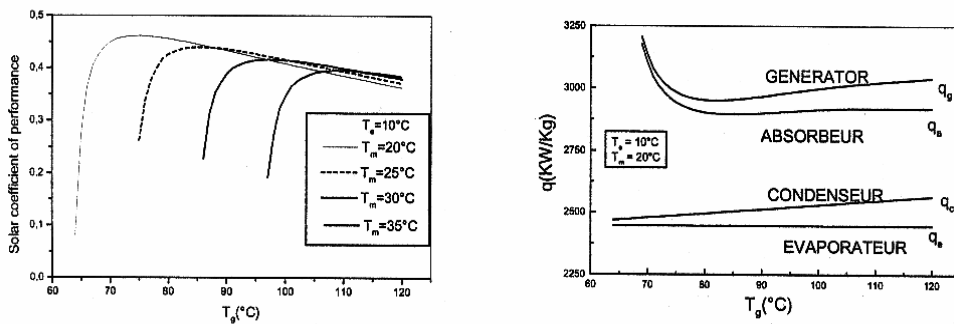 0,5
0,4
0,3
0,2
0,1
0,0
Solar coefficient of performance
Te=10°C
Tm=20°C
Tm=25°C
Tm=30°C
Tm=35°C
60 70 80 90 100 110 120
Tg(°C)
3250
3000
2750
2500
2250
q(KW/Kg)
GENERATOR
qg
ABSORBEUR
qa
Te = 10°C
Tm = 20°C
CONDENSEUR
qc
EVAPORATEUR
qe
60 70 80 90 100 110 120
Tg(°C)